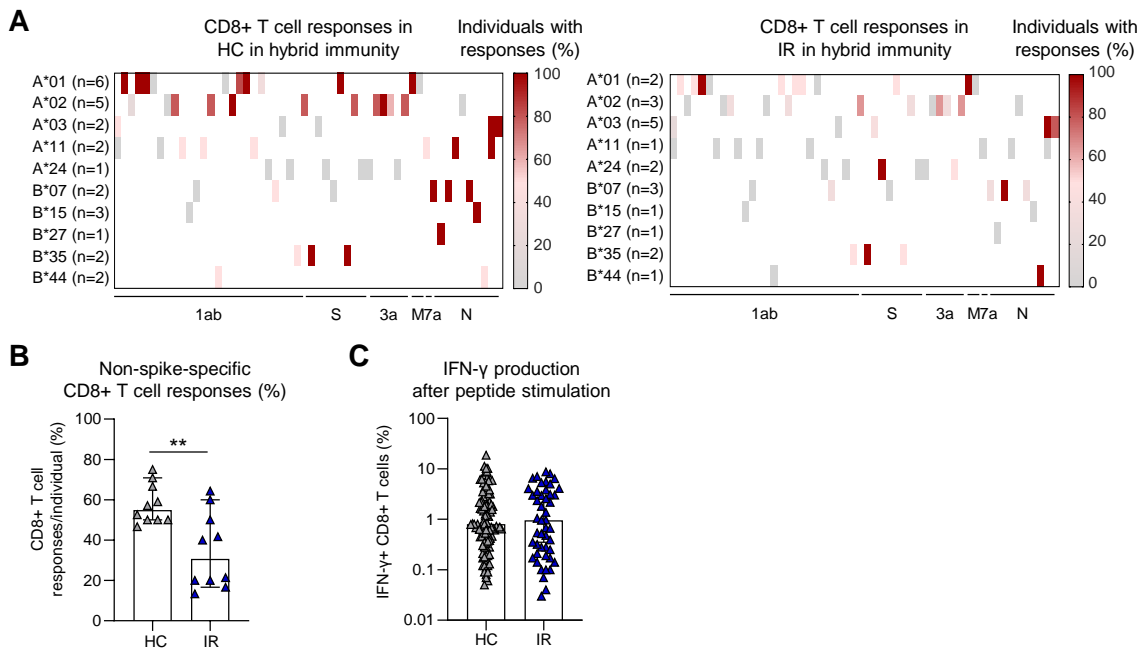 A
CD8+ T cell responses in
HC in hybrid immunity
Individuals with
responses (%)
A*01 (n=6)
A*02 (n=5)
A*03 (n=2)
A*11 (n=2)
A*24 (n=1)
B*07 (n=2)
B*15 (n=3)
B*27 (n=1)
B*35 (n=2)
B*44 (n=2)
100
80
60
40
20
0
1ab
S
3a
M7a
N
CD8+ T cell responses in
IR in hybrid immunity
Individuals with
responses (%)
A*01 (n=2)
A*02 (n=3)
A*03 (n=5)
A*11 (n=1)
A*24 (n=2)
B*07 (n=3)
B*15 (n=1)
B*27 (n=1)
B*35 (n=2)
B*44 (n=1)
100
80
60
40
20
0
1ab
S
3a
M7a
N
B
Non-spike-specific
CD8+ T cell responses (%)
CD8+ T cell
responses/individual (%)
100
80
60
40
20
0
**
HC
IR
C
IFN-γ production
after peptide stimulation
IFN-γ+ CD8+ T cells (%)
100
10
1
0.1
0.01
HC
IR